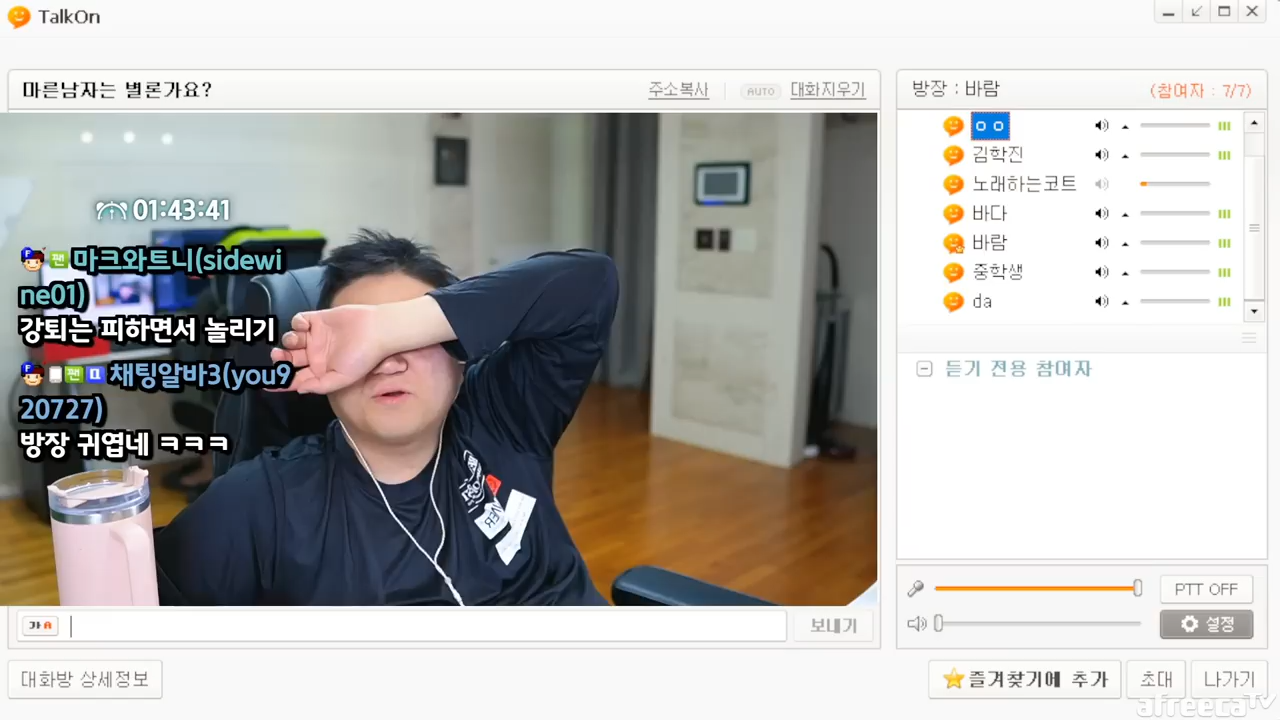 TalkOn
마른남자는 별론가요?
주소복사
AUTO
대화지우기
방장 : 바람
(참여자 : 7/7)
ㅇㅇ
김학진
노래하는코트
바다
바람
중학생
da
01:43:41
F 팬 마크와트니(sidewi
ne01)
강퇴는 피하면서 놀리기
F 팬 채팅알바3(you9
20727)
방장 귀엽네 ㅋㅋㅋ
듣기 전용 참여자
PTT OFF
가A
보내기
설정
대화방 상세정보
즐겨찾기에 추가
초대
나가기
afreecaTV